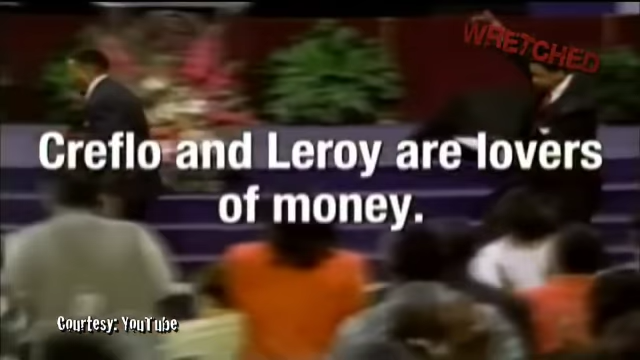 WRETCHED
Creflo and Leroy are lovers
of money.
Courtesy: YouTube